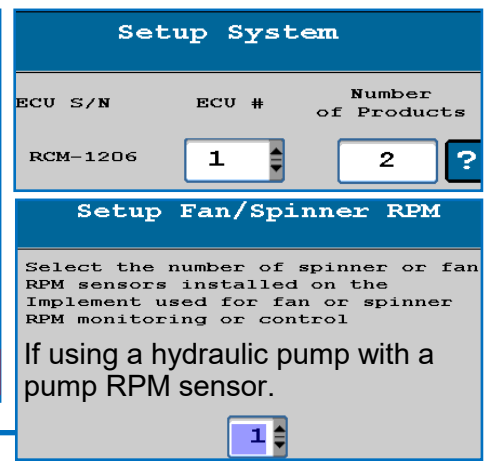 Setup System
ECU S/N ECU # Number of Products
RCM-1206 1 2 ?
Setup Fan/Spinner RPM
Select the number of spinner or fan
RPM sensors installed on the
Implement used for fan or spinner
RPM monitoring or control
If using a hydraulic pump with a
pump RPM sensor.
1